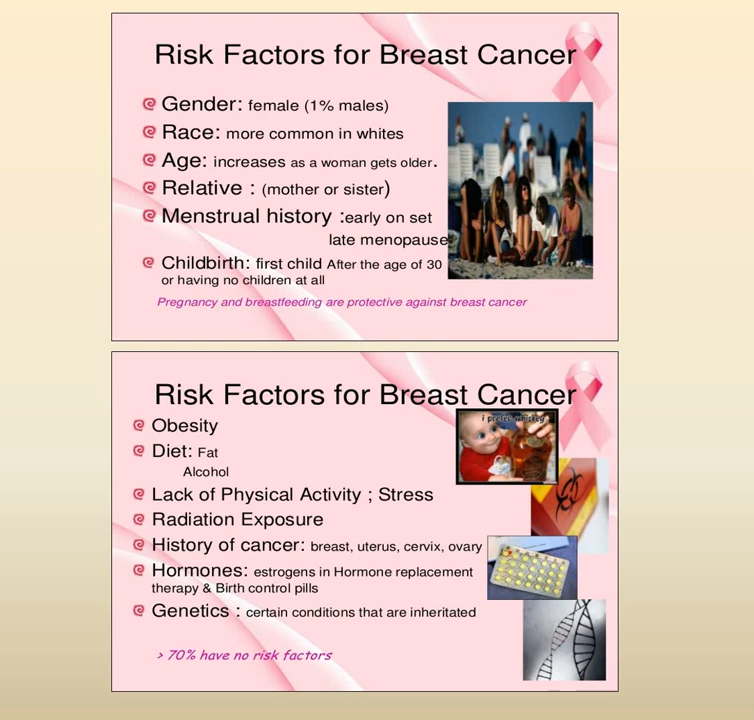 Risk Factors for Breast Cancer
Gender: female (1% males)
Race: more common in whites
Age: increases as a woman gets older.
Relative : (mother or sister)
Menstrual history :early on set
late menopause
Childbirth: first child After the age of 30
or having no children at all
Pregnancy and breastfeeding are protective against breast cancer
Risk Factors for Breast Cancer
i prefer whiskey
Obesity
Diet: Fat
Alcohol
Lack of Physical Activity ; Stress
Radiation Exposure
History of cancer: breast, uterus, cervix, ovary
Hormones: estrogens in Hormone replacement
therapy & Birth control pills
Genetics : certain conditions that are inheritated
> 70% have no risk factors